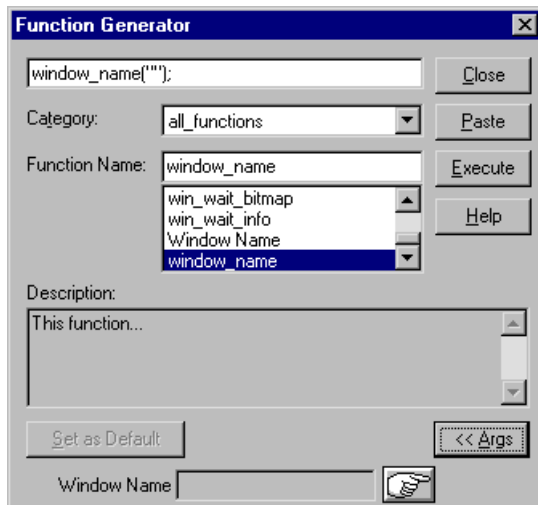 Function Generator
window_name("");
Close
Category:
all_functions
Paste
Function Name:
window_name
Execute
win_wait_bitmap
win_wait_info
Window Name
window_name
Help
Description:
This function...
Set as Default
<< Args
Window Name